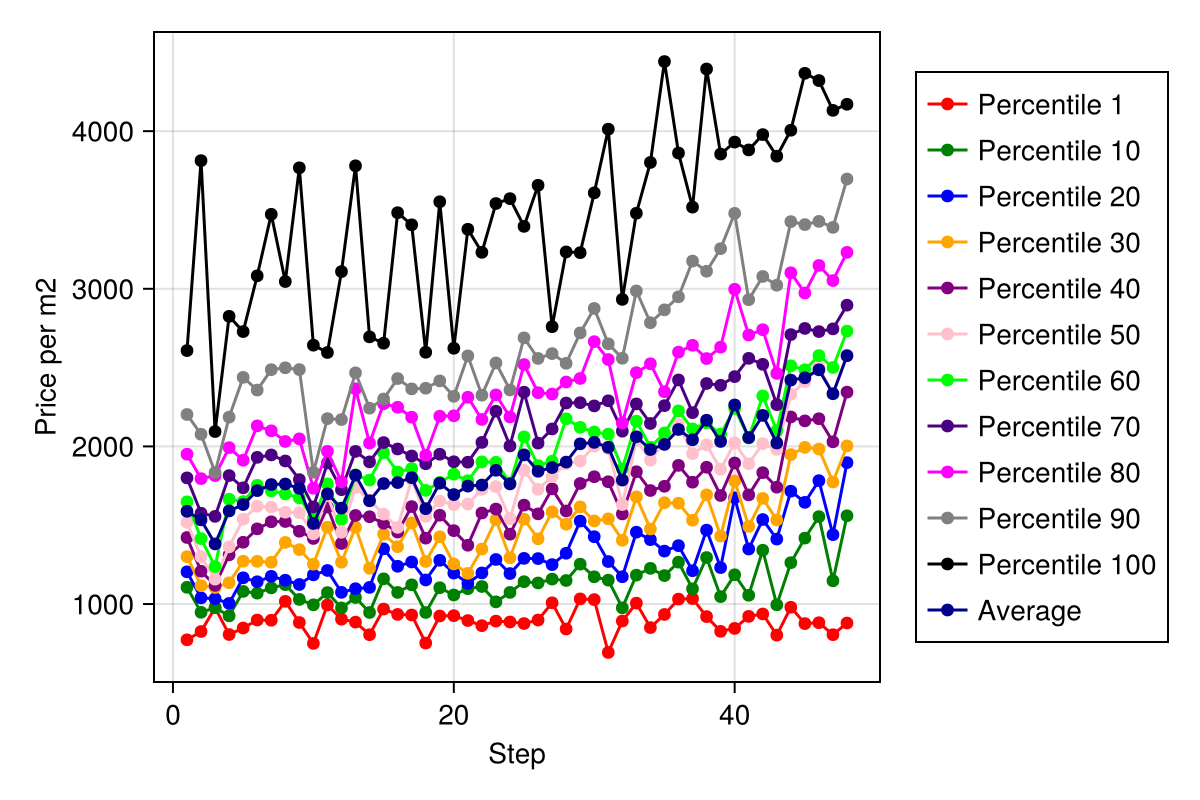 Price per m2
4000
3000
2000
1000
0
20
40
Step
Percentile 1
Percentile 10
Percentile 20
Percentile 30
Percentile 40
Percentile 50
Percentile 60
Percentile 70
Percentile 80
Percentile 90
Percentile 100
Average